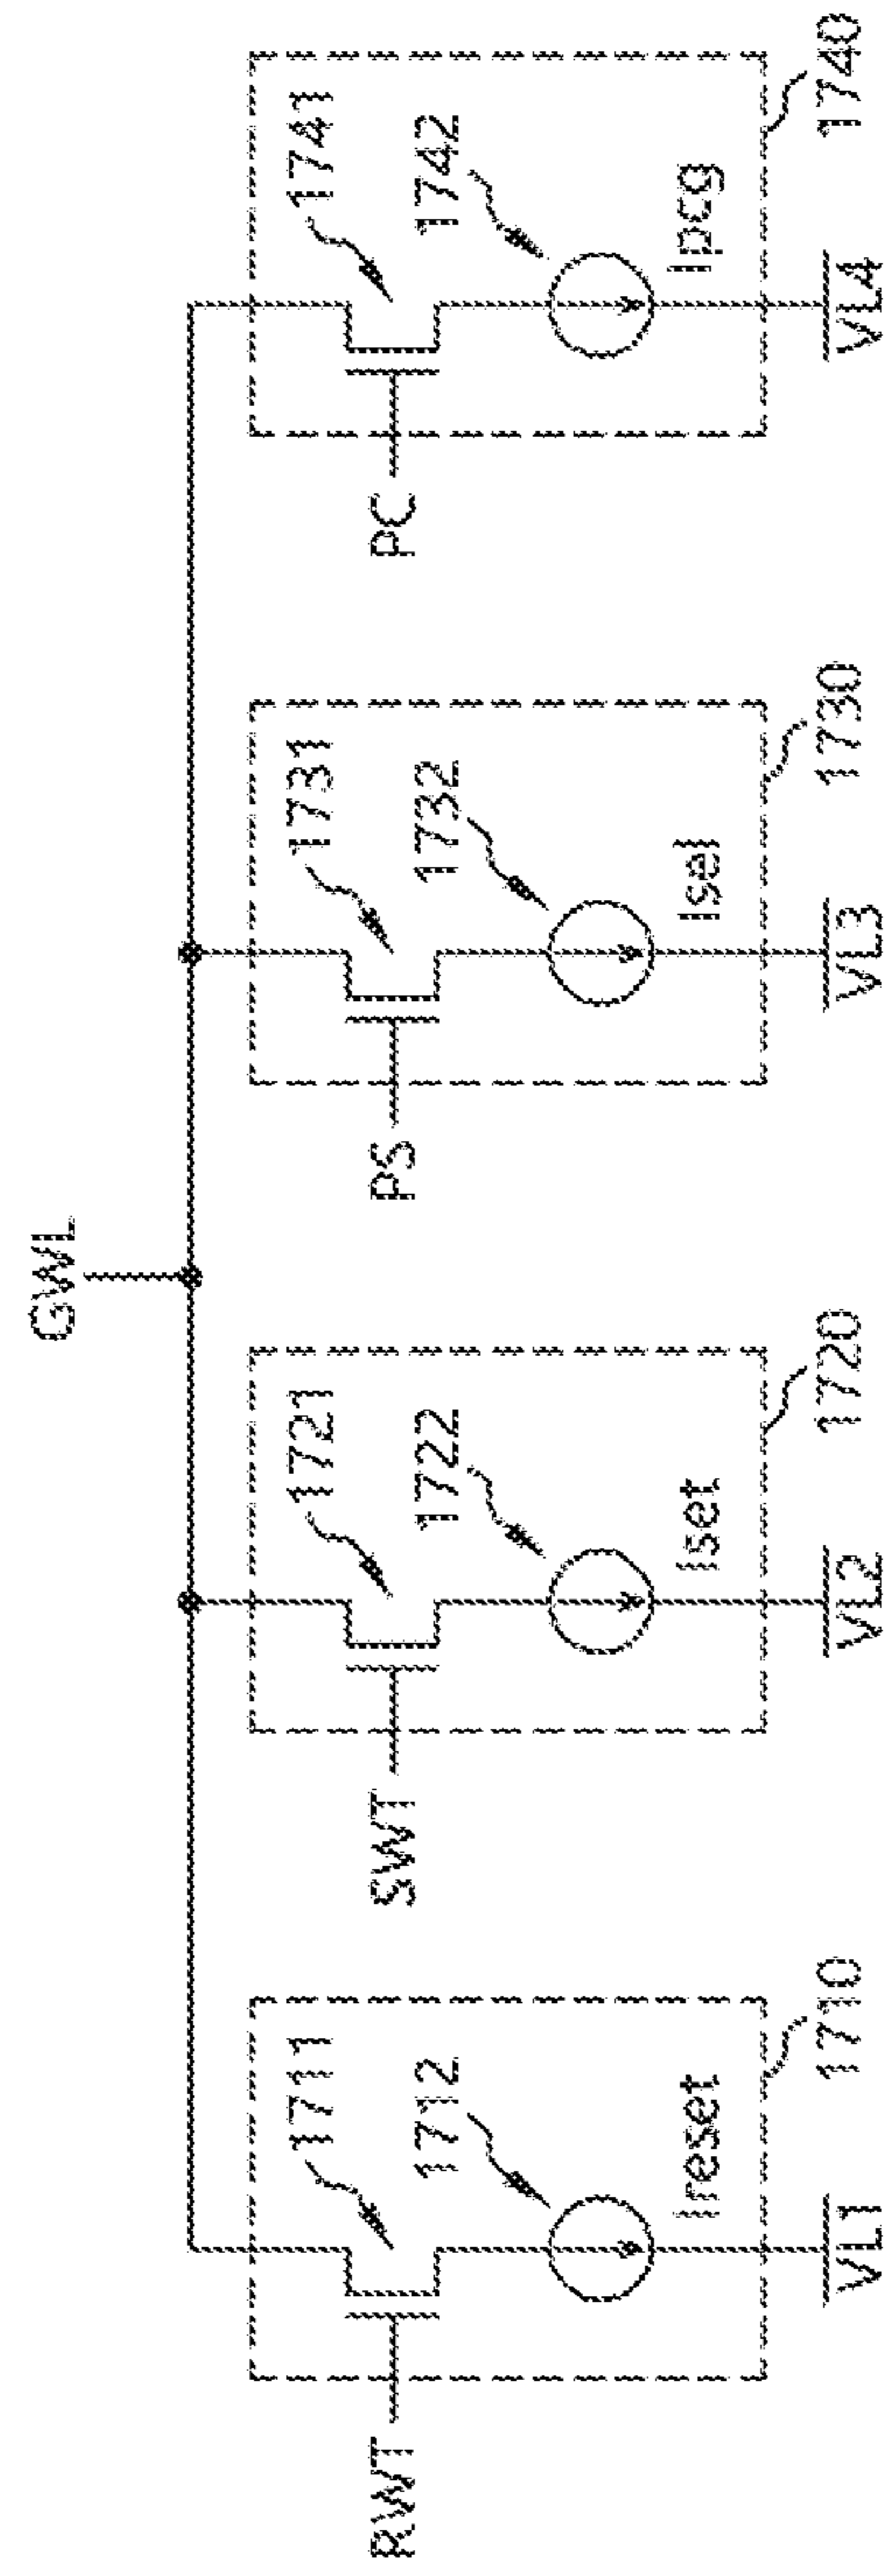 GWL
RWT
1711
1712
Ireset
VL1
1710
SWT
1721
1722
Iset
VL2
1720
PS
1731
1732
Isel
VL3
1730
PC
1741
1742
Ipcg
VL4
1740